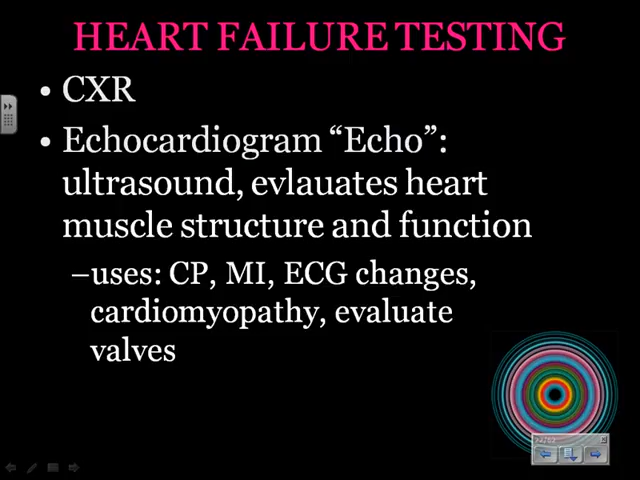 HEART FAILURE TESTING
• CXR
• Echocardiogram “Echo”:
ultrasound, evlauates heart
muscle structure and function
–uses: CP, MI, ECG changes,
cardiomyopathy, evaluate
valves